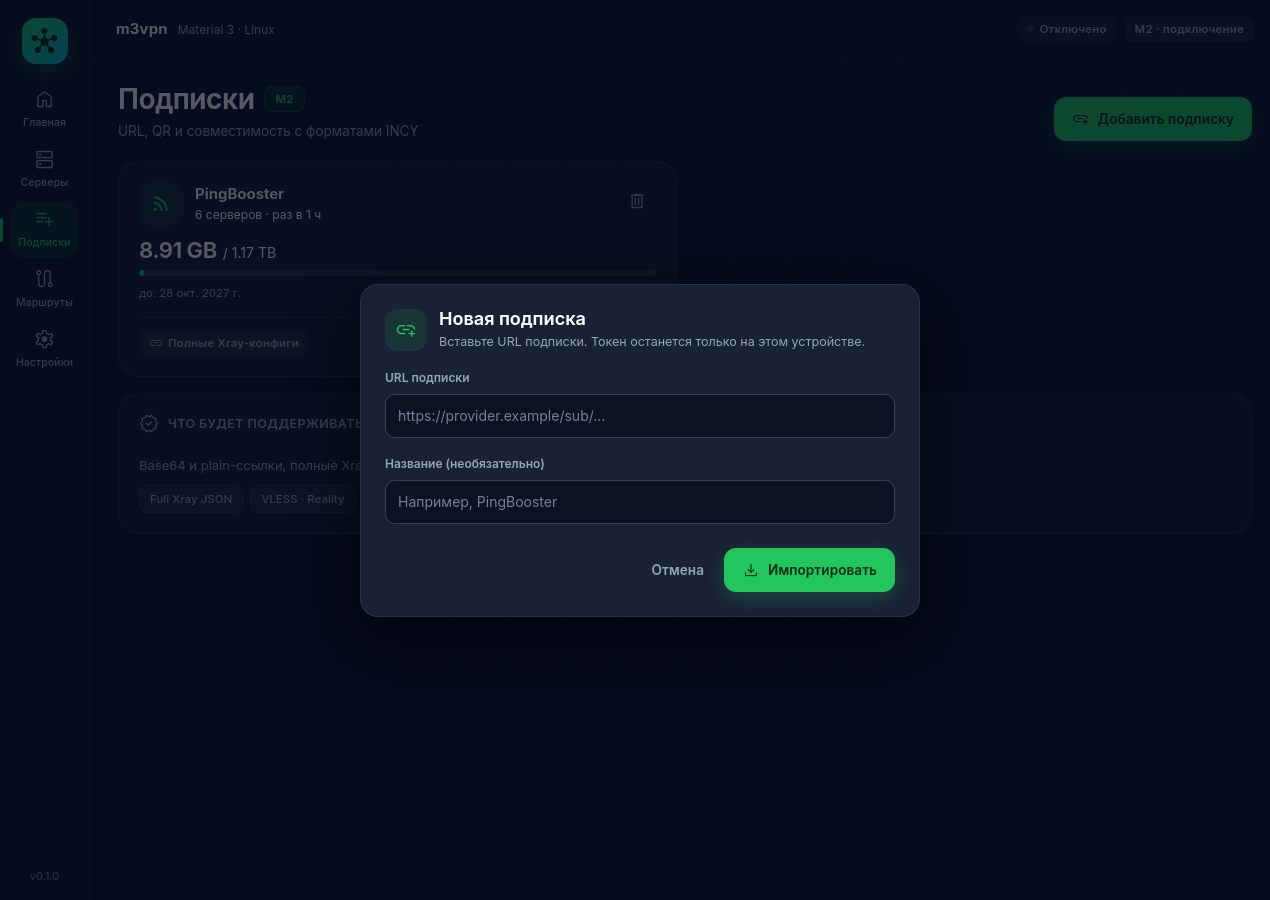 m3vpn Material 3 · Linux
Отключено
M2 · подключение
Главная
Серверы
Подписки
Маршруты
Настройки
v0.1.0
Подписки M2
URL, QR и совместимость с форматами INCY
Добавить подписку
PingBooster
6 серверов · раз в 1 ч
8.91 GB / 1.17 TB
до: 28 окт. 2027 г.
Полные Xray-конфиги
ЧТО БУДЕТ ПОДДЕРЖИВАТЬ
Base64 и plain-ссылки, полные Xra
Full Xray JSON
VLESS · Reality
Новая подписка
Вставьте URL подписки. Токен останется только на этом устройстве.
URL подписки
https://provider.example/sub/...
Название (необязательно)
Например, PingBooster
Отмена
Импортировать